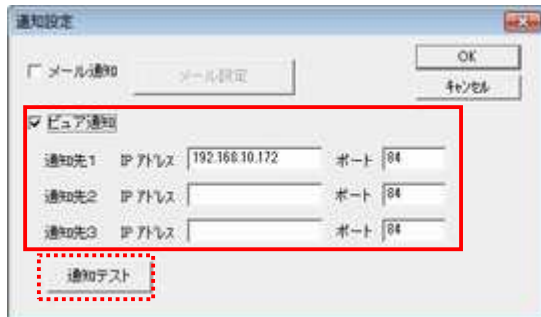 通知設定
メール通知 メール設定 OK
キャンセル
ビュア通知
通知先1 IP アドレス 192.168.10.172 ポート 84
通知先2 IP アドレス ポート 84
通知先3 IP アドレス ポート 84
通知テスト